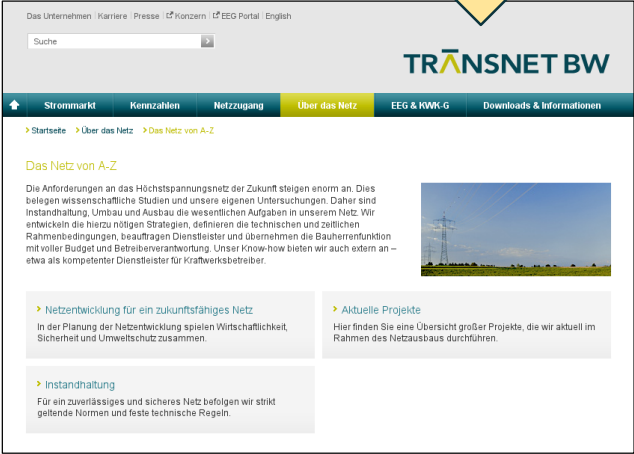 Das Unternehmen | Karriere | Presse | Konzern | EEG Portal | English
Suche
TRANSNET BW
Strommarkt Kennzahlen Netzzugang Über das Netz EEG & KWK-G Downloads & Informationen
Startseite Über das Netz Das Netz von A-Z
Das Netz von A-Z
Die Anforderungen an das Höchstspannungsnetz der Zukunft steigen enorm an. Dies
belegen wissenschaftliche Studien und unsere eigenen Untersuchungen. Daher sind
Instandhaltung, Umbau und Ausbau die wesentlichen Aufgaben in unserem Netz. Wir
entwickeln die hierzu nötigen Strategien, definieren die technischen und zeitlichen
Rahmenbedingungen, beauftragen Dienstleister und übernehmen die Bauherrenfunktion
mit voller Budget und Betreiberverantwortung. Unser Know-how bieten wir auch extern an –
etwa als kompetenter Dienstleister für Kraftwerksbetreiber.
Netzentwicklung für ein zukunftsfähiges Netz
In der Planung der Netzentwicklung spielen Wirtschaftlichkeit,
Sicherheit und Umweltschutz zusammen.
Aktuelle Projekte
Hier finden Sie eine Übersicht großer Projekte, die wir aktuell im
Rahmen des Netzausbaus durchführen.
Instandhaltung
Für ein zuverlässiges und sicheres Netz befolgen wir strikt
geltende Normen und feste technische Regeln.